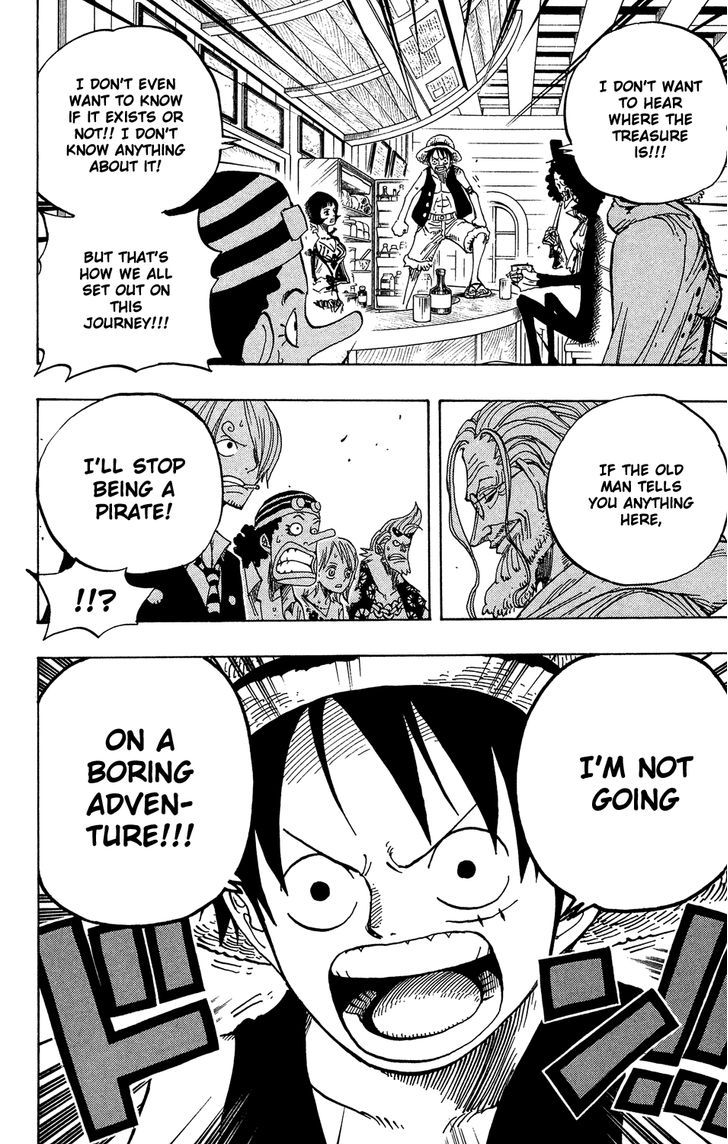 I DON'T WANT
TO HEAR
WHERE THE
TREASURE
IS!!!
I DON'T EVEN
WANT TO KNOW
IF IT EXISTS OR
NOT!! I DON'T
KNOW ANYTHING
ABOUT IT!
BUT THAT'S
HOW WE ALL
SET OUT ON
THIS
JOURNEY!!!
IF THE OLD
MAN TELLS
YOU ANYTHING
HERE,
I'LL STOP
BEING A
PIRATE!
!!?
I'M NOT
GOING
ON A
BORING
ADVEN-
TURE!!!
ドン!!